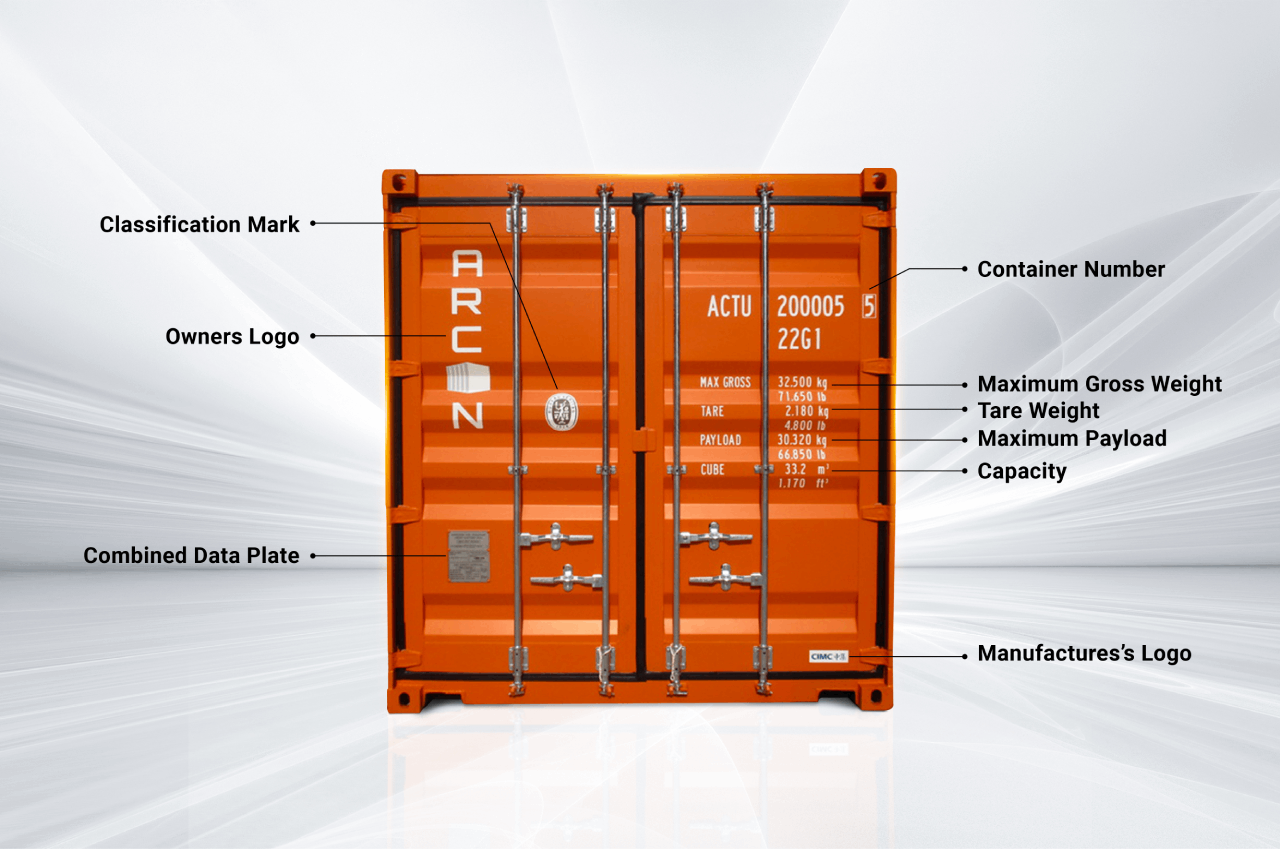 Classification Mark
Owners Logo
Combined Data Plate
A
R
C
N
ACTU 200005 5
22G1
MAX GROSS 32.500 kg
71.650 lb
TARE 2.180 kg
4.800 lb
PAYLOAD 30.320 kg
66.850 lb
CUBE 33.2 m³
1.170 ft³
CIMC 中集
Container Number
Maximum Gross Weight
Tare Weight
Maximum Payload
Capacity
Manufactures's Logo